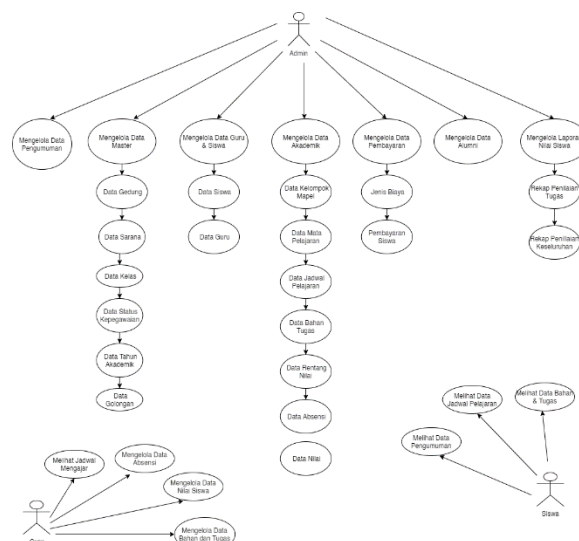 Admin
Mengelola Data
Pengumuman
Mengelola Data
Master
Mengelola Data Guru
& Siswa
Mengelola Data
Akademik
Mengelola Data
Pembayaran
Mengelola Data
Alumni
Mengelola Lapora
Nilai Siswa
Data Gedung
Data Siswa
Data Kelompok
Mapel
Jenis Biaya
Rekap Penilaian
Tugas
Data Sarana
Data Guru
Data Mata
Pelajaran
Pembayaran
Siswa
Rekap Penilaian
Keseluruhan
Data Kelas
Data Jadwal
Pelajaran
Data Status
Kepegawaian
Data Bahan
Tugas
Data Tahun
Akademik
Data Rentang
Nilai
Data
Golongan
Data Absensi
Data Nilai
Melihat Data
Jadwal Pelajaran
Melihat Data Bahan
& Tugas
Melihat Data
Pengumuman
Siswa
Melihat Jadwal
Mengajar
Mengelola Data
Absensi
Mengelola Data
Nilai Siswa
Mengelola Data
Bahan dan Tugas